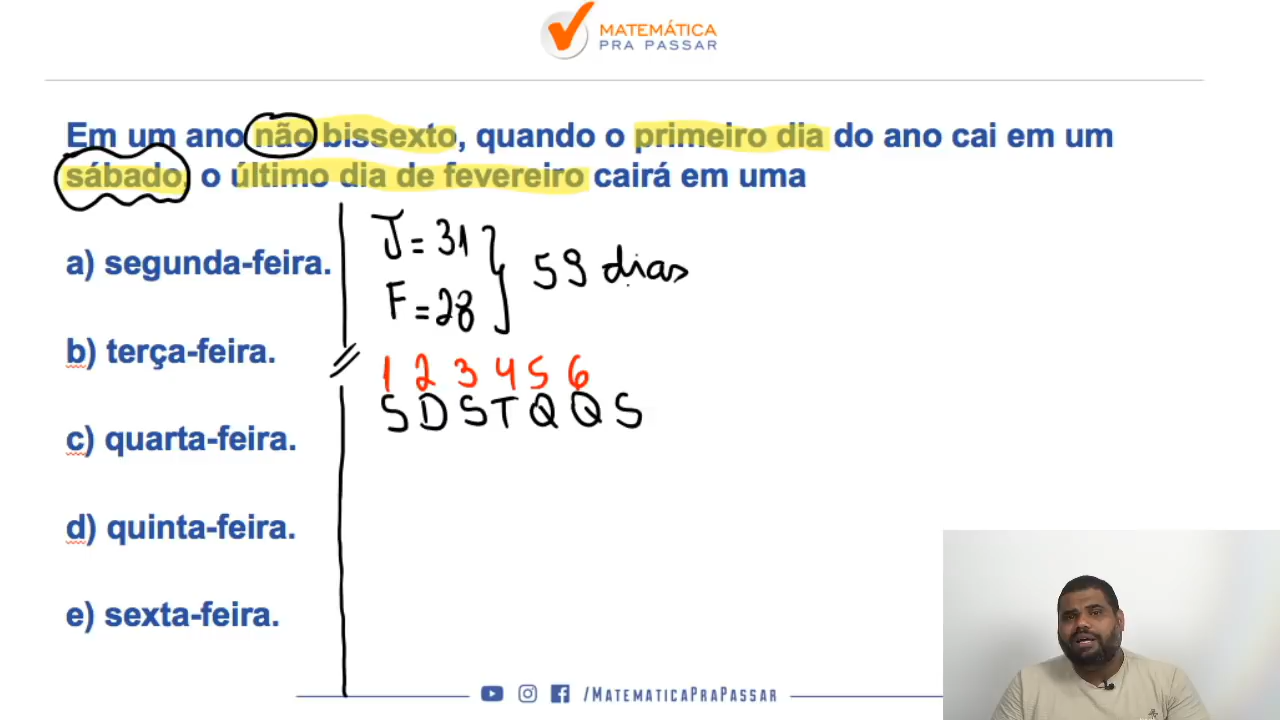 MATEMÁTICA
PRA PASSAR
Em um ano não bissexto, quando o primeiro dia do ano cai em um
sábado, o último dia de fevereiro cairá em uma
a) segunda-feira.
b) terça-feira.
c) quarta-feira.
d) quinta-feira.
e) sexta-feira.
J = 31
F = 28
59 dias
1 2 3 4 5 6
S D S T Q Q S
/MATEMATICAPRAPASSAR